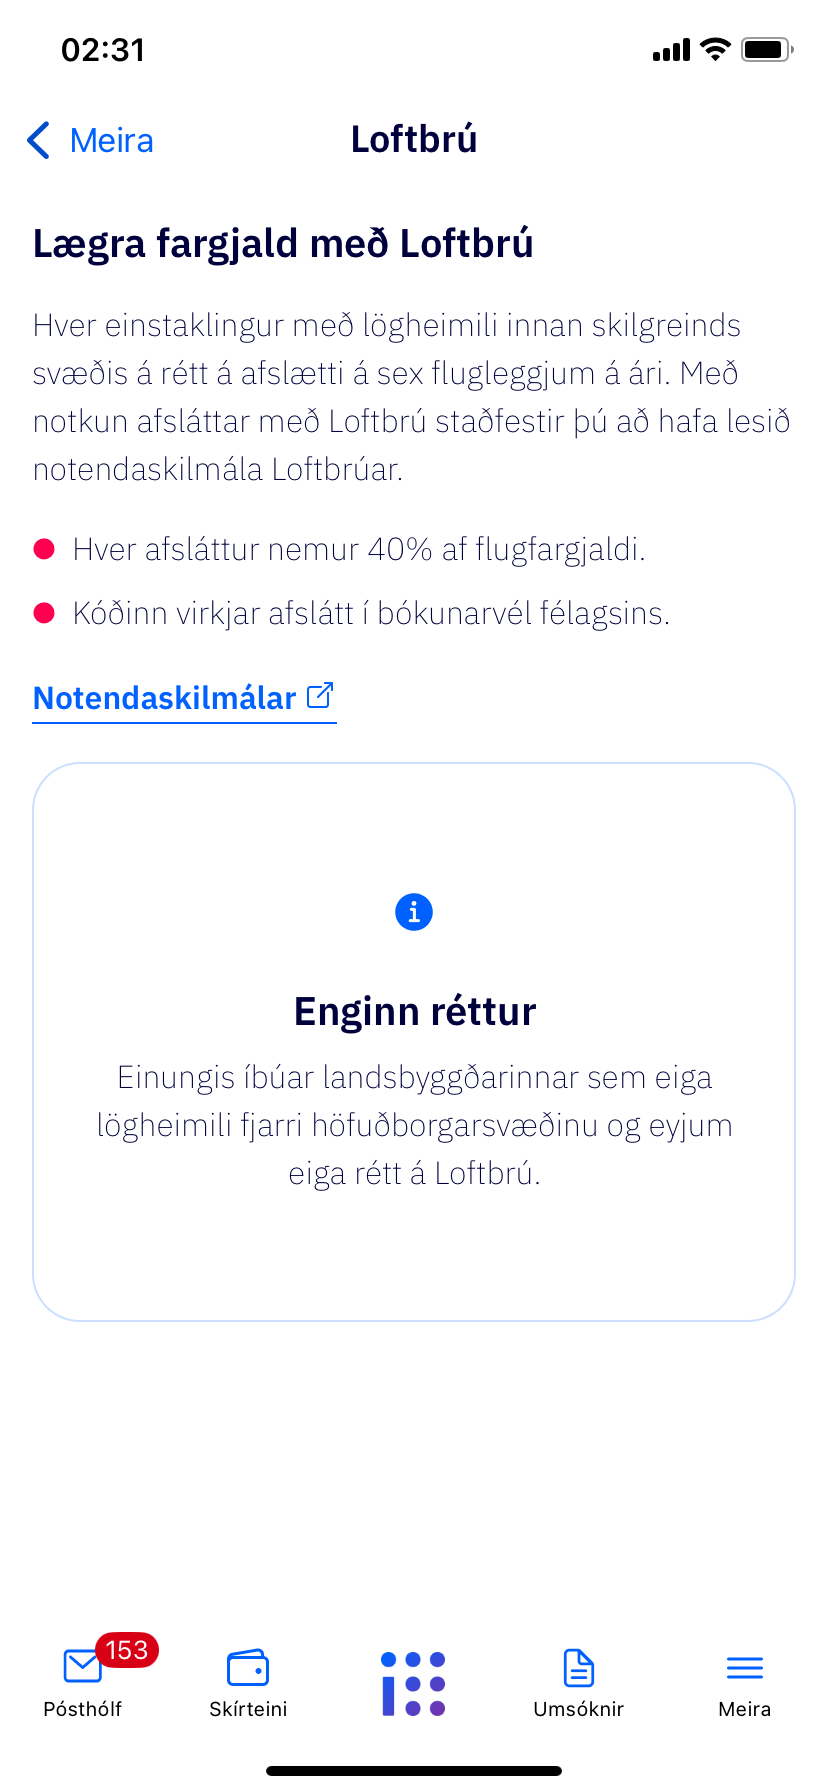 02:31
Meira
Loftbrú
Lægra fargjald með Loftbrú
Hver einstaklingur með lögheimili innan skilgreinds
svæðis á rétt á afslætti á sex flugleggjum á ári. Með
notkun afsláttar með Loftbrú staðfestir þú að hafa lesið
notendaskilmála Loftbrúar.
Hver afsláttur nemur 40% af flugfargjaldi.
Kóðinn virkjar afslátt í bókunarvél félagsins.
Notendaskilmálar
Enginn réttur
Einungis íbúar landsbyggðarinnar sem eiga
lögheimili fjarri höfuðborgarsvæðinu og eyjum
eiga rétt á Loftbrú.
153
Pósthólf
Skírteini
Umsóknir
Meira